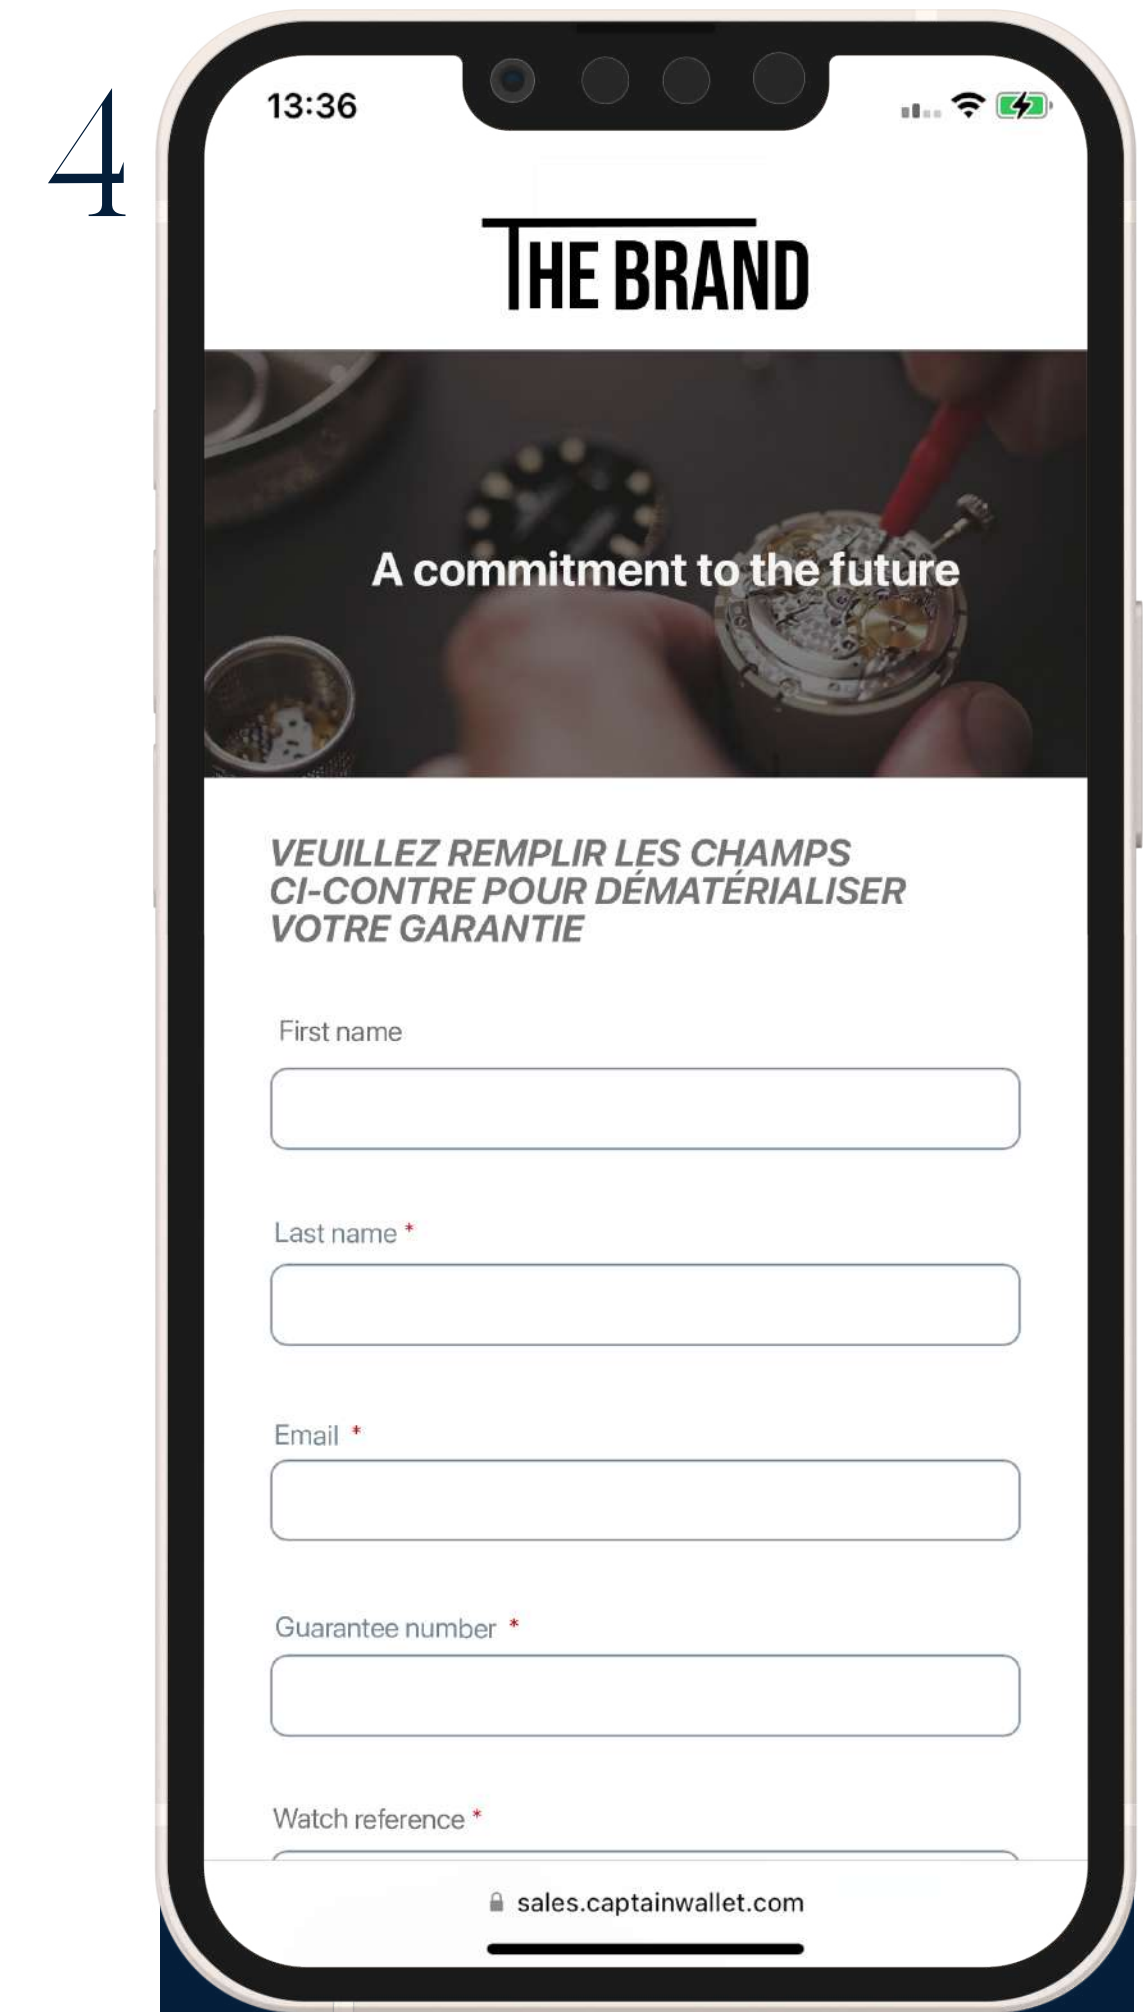 4
13:36
THE BRAND
A commitment to the future
VEUILLEZ REMPLIR LES CHAMPS
CI-CONTRE POUR DÉMATÉRIALISER
VOTRE GARANTIE
First name
Last name *
Email *
Guarantee number *
Watch reference *
sales.captainwallet.com